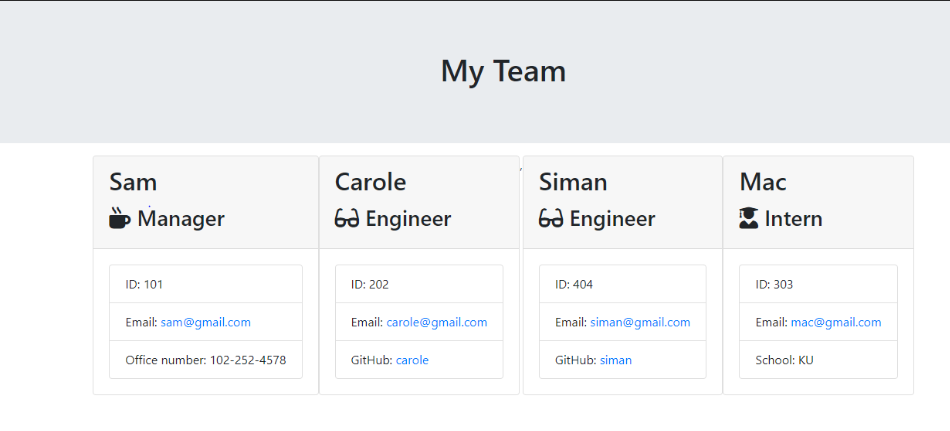 My Team
Sam
Manager
ID: 101
Email: sam@gmail.com
Office number: 102-252-4578
Carole
Engineer
ID: 202
Email: carole@gmail.com
GitHub: carole
,
Siman
Engineer
ID: 404
Email: siman@gmail.com
GitHub: siman
Mac
Intern
ID: 303
Email: mac@gmail.com
School: KU